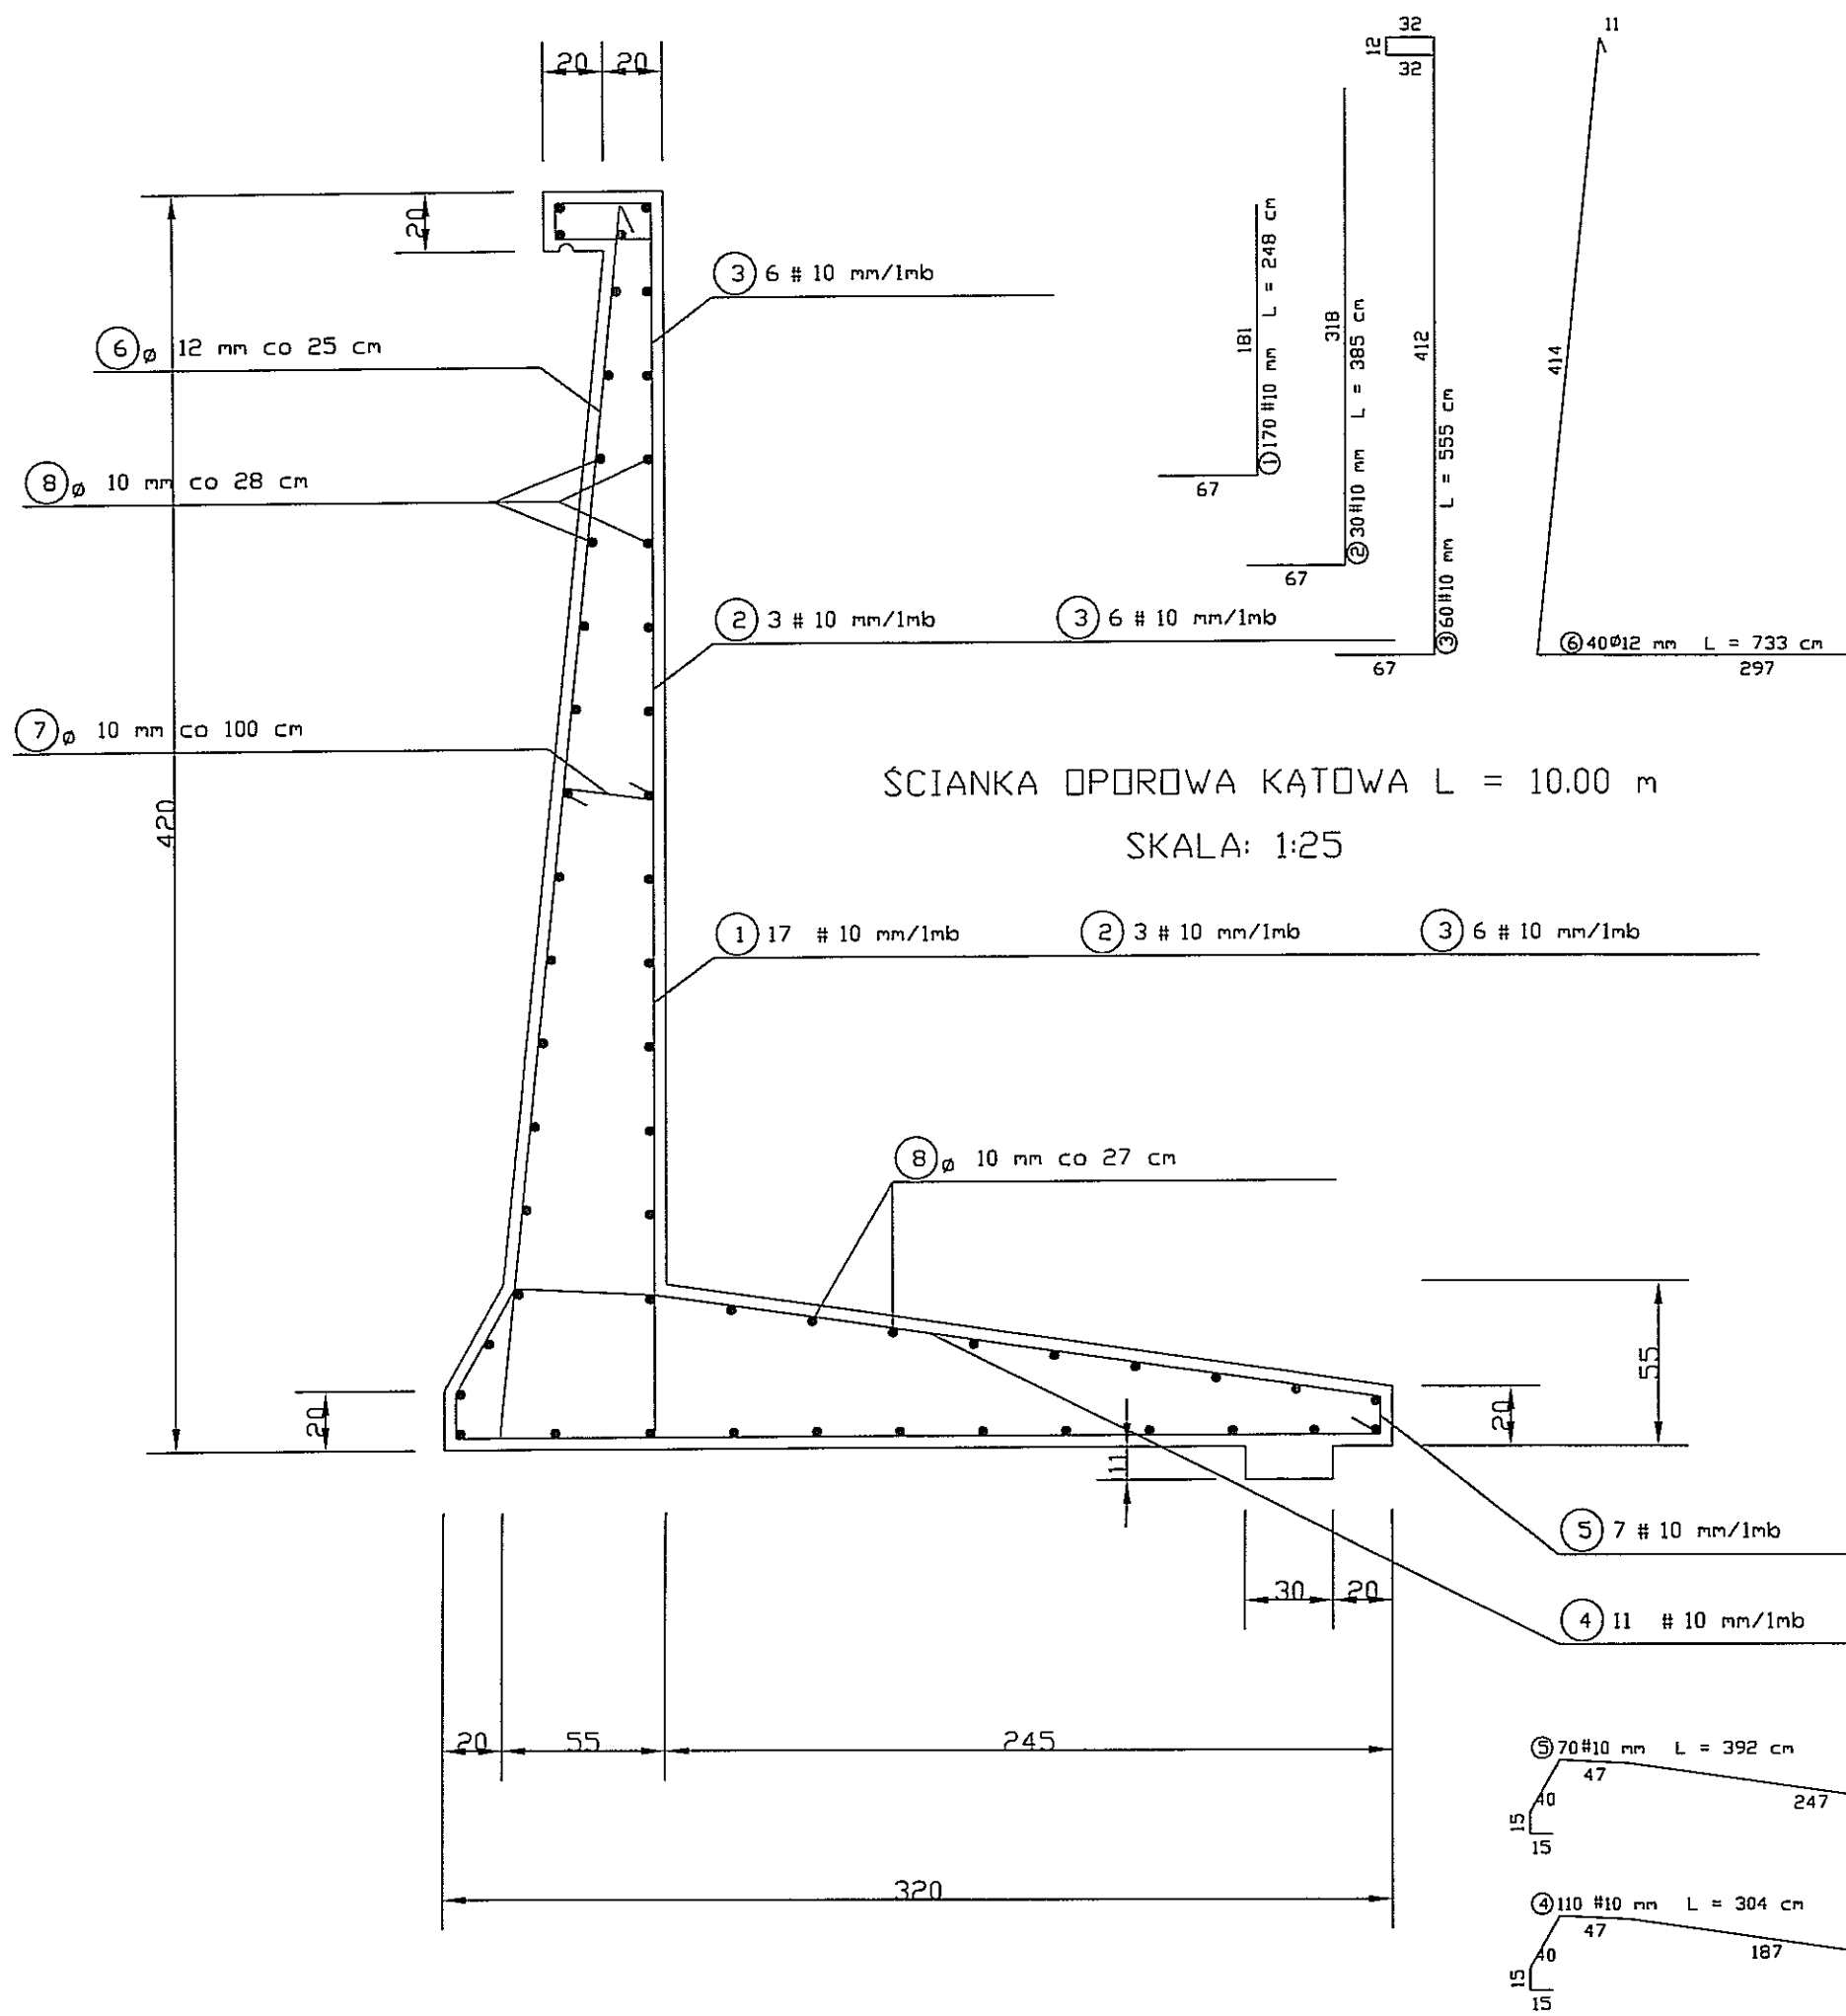 20 20
32
12
32
11
20
③ 6 # 10 mm/1mb
181
① 170 #10 mm L = 248 cm
67
318
② 30 #10 mm L = 385 cm
67
412
③ 60 #10 mm L = 555 cm
67
414
⑥ 40ø12 mm L = 733 cm
297
⑥ ø 12 mm co 25 cm
⑧ ø 10 mm co 28 cm
② 3 # 10 mm/1mb ③ 6 # 10 mm/1mb
⑦ ø 10 mm co 100 cm
ŚCIANKA OPOROWA KĄTOWA L = 10.00 m
SKALA: 1:25
420
① 17 # 10 mm/1mb ② 3 # 10 mm/1mb ③ 6 # 10 mm/1mb
⑧ ø 10 mm co 27 cm
55
20
20
11
⑤ 7 # 10 mm/1mb
30 20
④ 11 # 10 mm/1mb
20 55 245
⑤ 70 #10 mm L = 392 cm
47
40
247
15
15
320
④ 110 #10 mm L = 304 cm
47
40
187
15
15